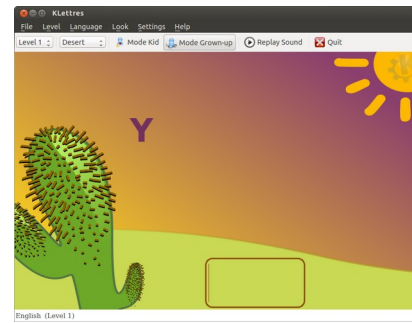 KLettres
File Level Language Look Settings Help
Level 1 Desert Mode Kid Mode Grown-up Replay Sound Quit
Y
English (Level 1)